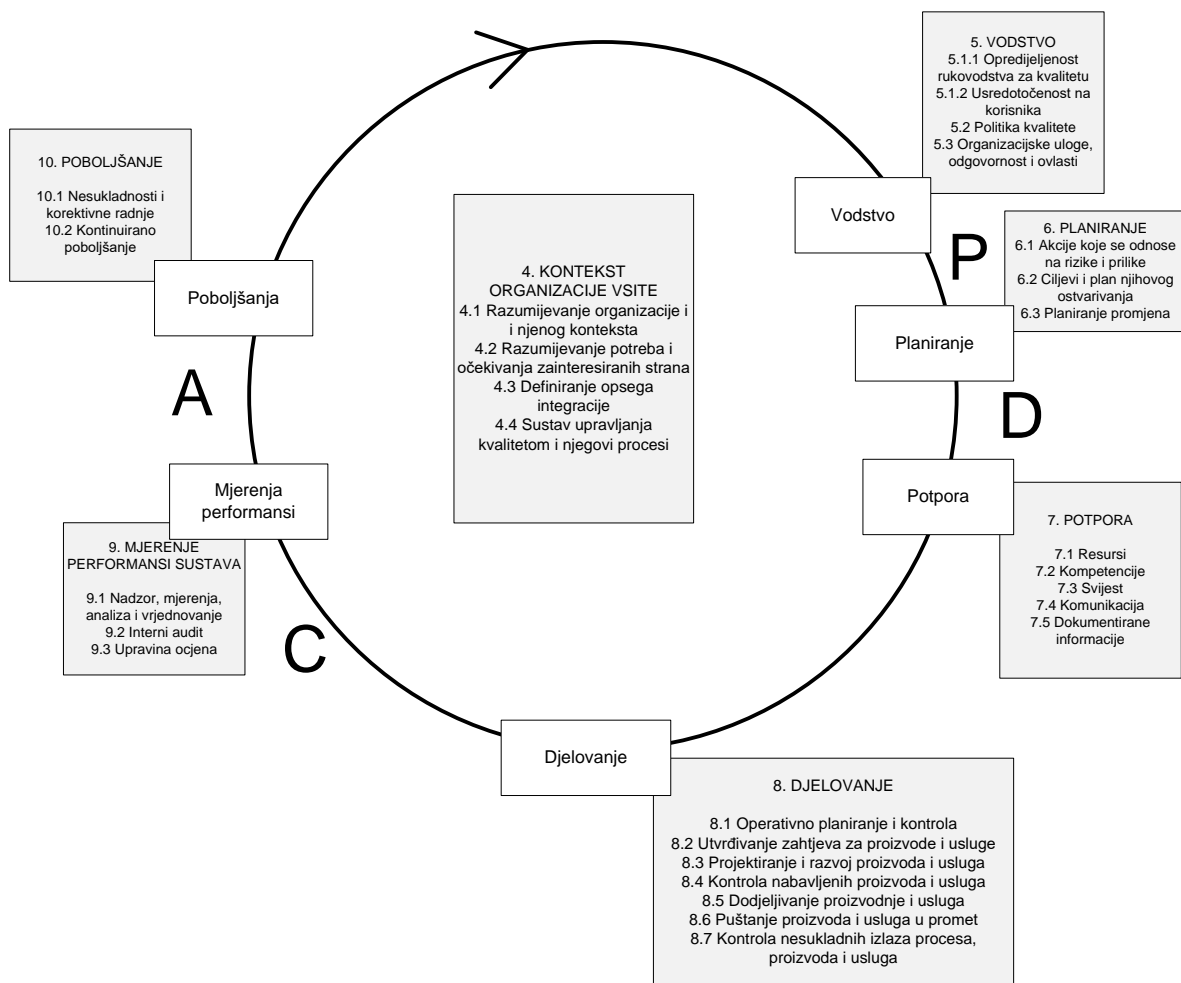 5. VODSTVO
5.1.1 Opredijeljenost
rukovodstva za kvalitetu
5.1.2 Usredotočenost na
korisnika
5.2 Politika kvalitete
5.3 Organizacijske uloge,
odgovornost i ovlasti
Vodstvo
P
6. PLANIRANJE
6.1 Akcije koje se odnose
na rizike i prilike
6.2 Ciljevi i plan njihovog
ostvarivanja
6.3 Planiranje promjena
Planiranje
D
Potpora
7. POTPORA
7.1 Resursi
7.2 Kompetencije
7.3 Svijest
7.4 Komunikacija
7.5 Dokumentirane
informacije
4. KONTEKST
ORGANIZACIJE VSITE
4.1 Razumijevanje organizacije i
i njenog konteksta
4.2 Razumijevanje potreba i
očekivanja zainteresiranih strana
4.3 Definiranje opsega
integracije
4.4 Sustav upravljanja
kvalitetom i njegovi procesi
Djelovanje
8. DJELOVANJE
8.1 Operativno planiranje i kontrola
8.2 Utvrđivanje zahtjeva za proizvode i usluge
8.3 Projektiranje i razvoj proizvoda i usluga
8.4 Kontrola nabavljenih proizvoda i usluga
8.5 Dodjeljivanje proizvodnje i usluga
8.6 Puštanje proizvoda i usluga u promet
8.7 Kontrola nesukladnih izlaza procesa,
proizvoda i usluga
C
Mjerenja
performansi
9. MJERENJE
PERFORMANSI SUSTAVA
9.1 Nadzor, mjerenja,
analiza i vrjednovanje
9.2 Interni audit
9.3 Upravina ocjena
A
Poboljšanja
10. POBOLJŠANJE
10.1 Nesukladnosti i
korektivne radnje
10.2 Kontinuirano
poboljšanje